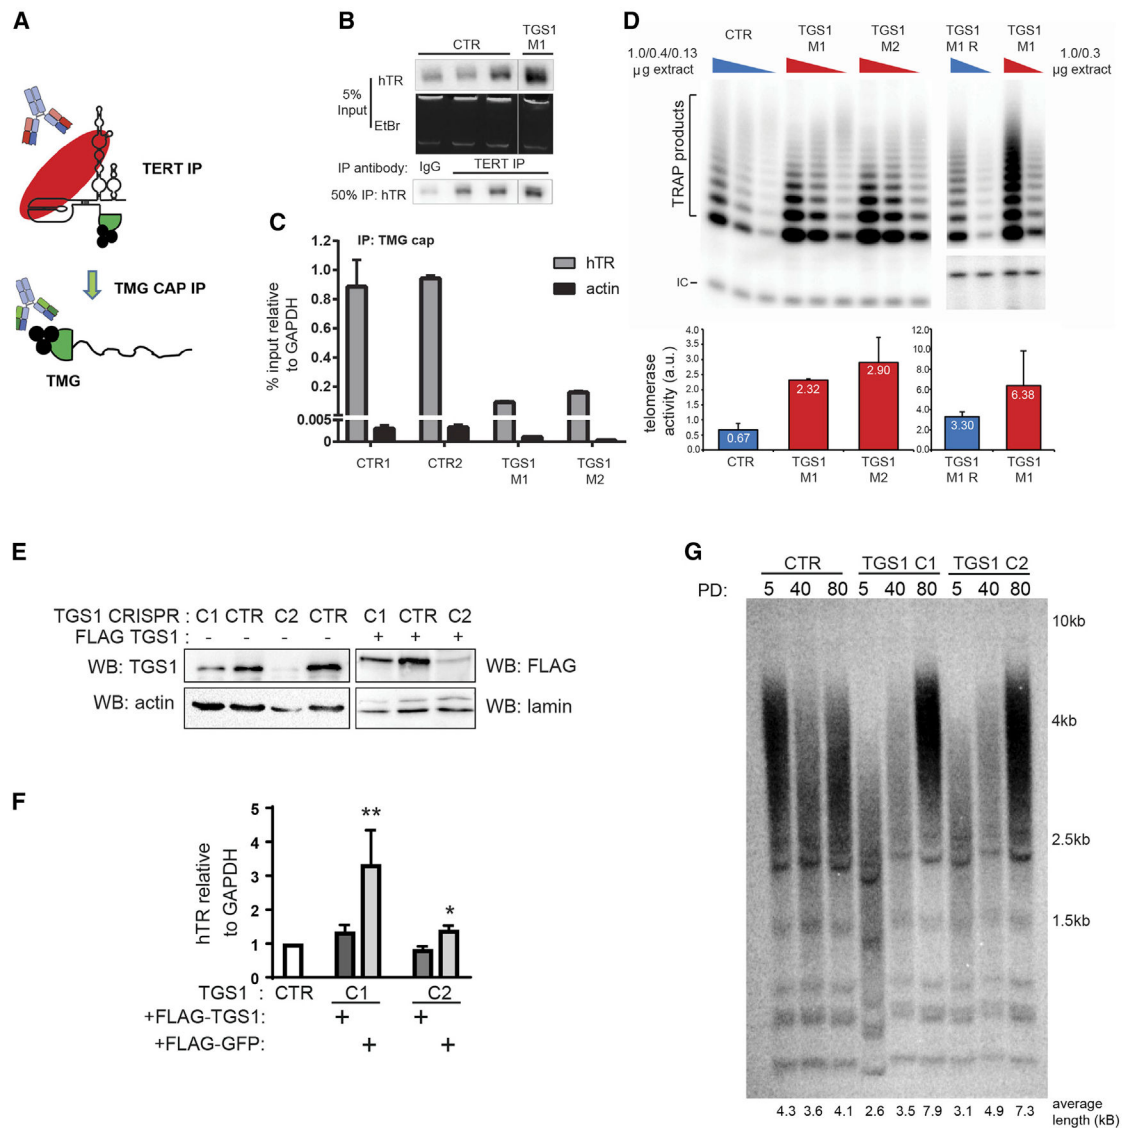 A
TERT IP
TMG CAP IP
TMG
B
CTR
TGS1
M1
5%
Input
hTR
EtBr
IP antibody:
IgG
TERT IP
50% IP: hTR
C
IP: TMG cap
hTR
actin
% input relative
to GAPDH
1.2
1.0
0.8
0.6
0.4
0.2
0.005
0
CTR1
CTR2
TGS1
M1
TGS1
M2
D
1.0/0.4/0.13
µg extract
CTR
TGS1
M1
TGS1
M2
TGS1
M1 R
TGS1
M1
1.0/0.3
µg extract
TRAP products
IC
telomerase
activity (a.u.)
4.0
3.5
3.0
2.5
2.0
1.5
1.0
0.5
0.0
0.67
2.32
2.90
CTR
TGS1
M1
TGS1
M2
12.0
10.0
8.0
6.0
4.0
2.0
0.0
3.30
6.38
TGS1
M1 R
TGS1
M1
E
TGS1 CRISPR : C1 CTR C2 CTR C1 CTR C2
FLAG TGS1 : - - - - + + +
WB: TGS1
WB: FLAG
WB: actin
WB: lamin
F
hTR relative
to GAPDH
5
4
3
2
1
0
**
*
TGS1 : CTR C1 C2
+FLAG-TGS1: + +
+FLAG-GFP: + +
G
CTR TGS1 C1 TGS1 C2
PD: 5 40 80 5 40 80 5 40 80
10kb
4kb
2.5kb
1.5kb
4.3 3.6 4.1 2.6 3.5 7.9 3.1 4.9 7.3
average
length (kB)